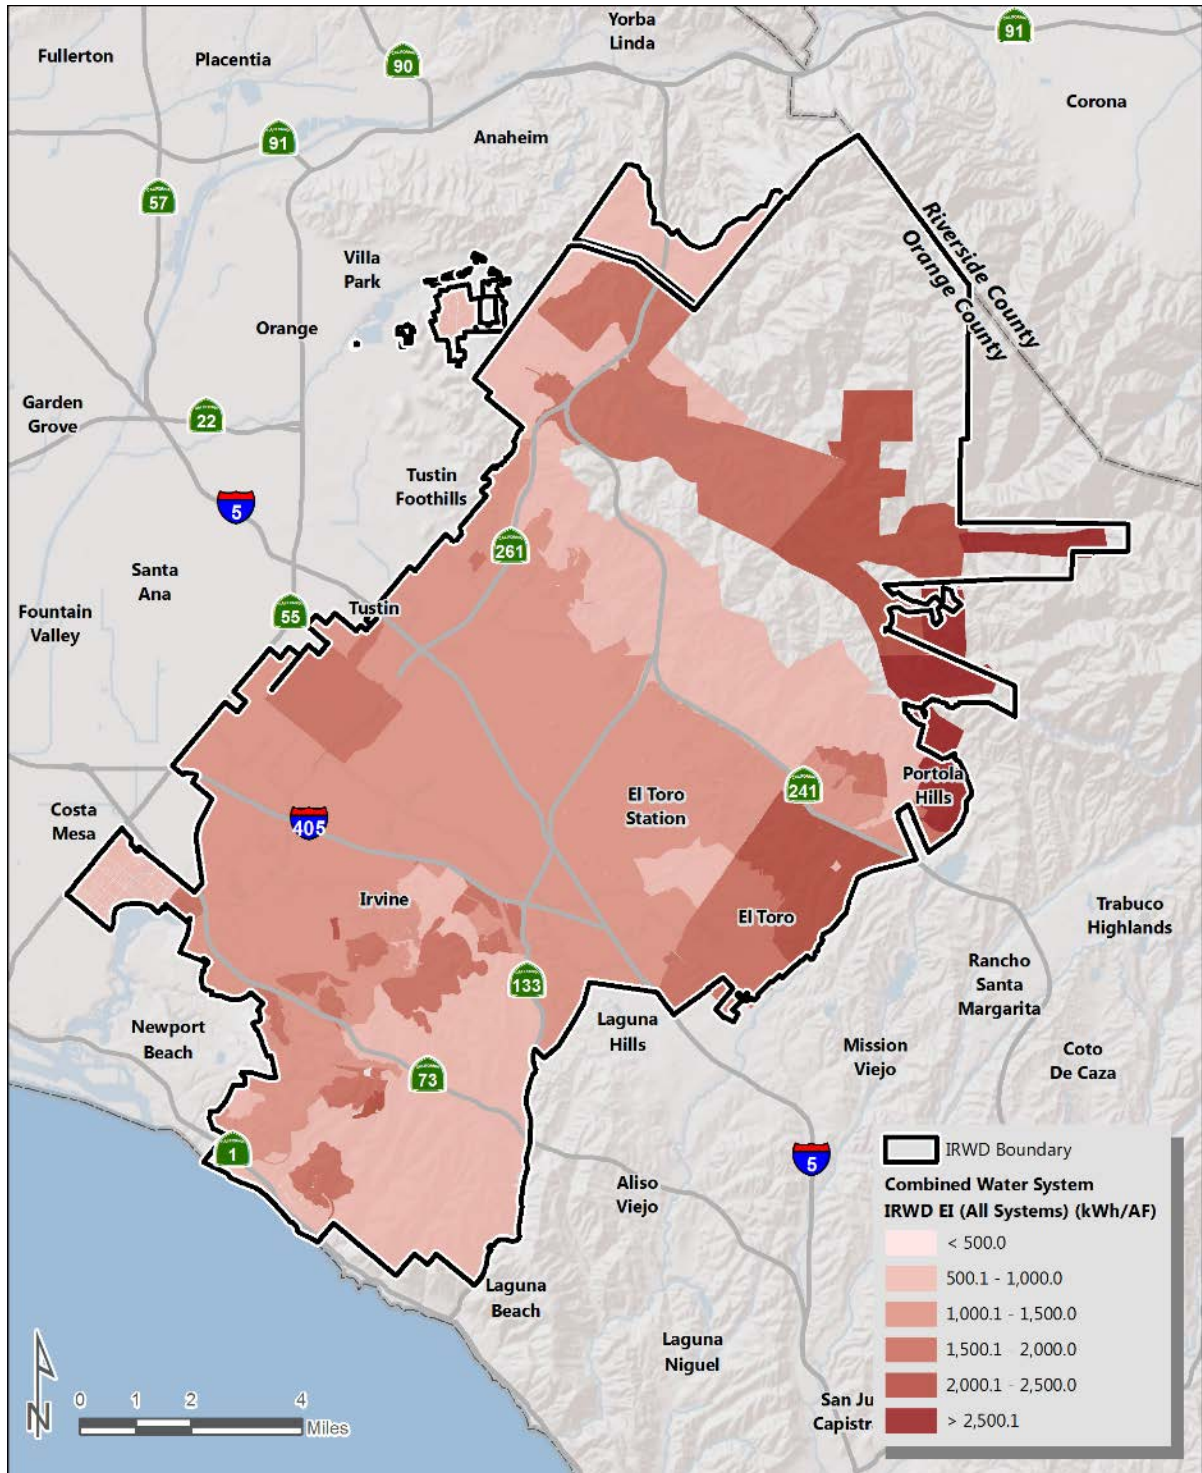 Yorba
Linda
91
Fullerton
Placentia
90
Corona
91
Anaheim
57
Riverside County
Orange County
Villa
Park
Orange
Garden
Grove
22
Tustin
Foothills
5
261
Santa
Ana
Fountain
Valley
55
Tustin
Costa
Mesa
405
El Toro
Station
241
Portola
Hills
Irvine
El Toro
Trabuco
Highlands
133
Rancho
Santa
Margarita
Newport
Beach
Laguna
Hills
Mission
Viejo
Coto
De Caza
73
1
5
Aliso
Viejo
Laguna
Beach
Laguna
Niguel
San Ju
Capistr
IRWD Boundary
Combined Water System
IRWD EI (All Systems) (kWh/AF)
< 500.0
500.1 - 1,000.0
1,000.1 - 1,500.0
1,500.1 - 2,000.0
2,000.1 - 2,500.0
> 2,500.1
N
0 1 2 4
Miles